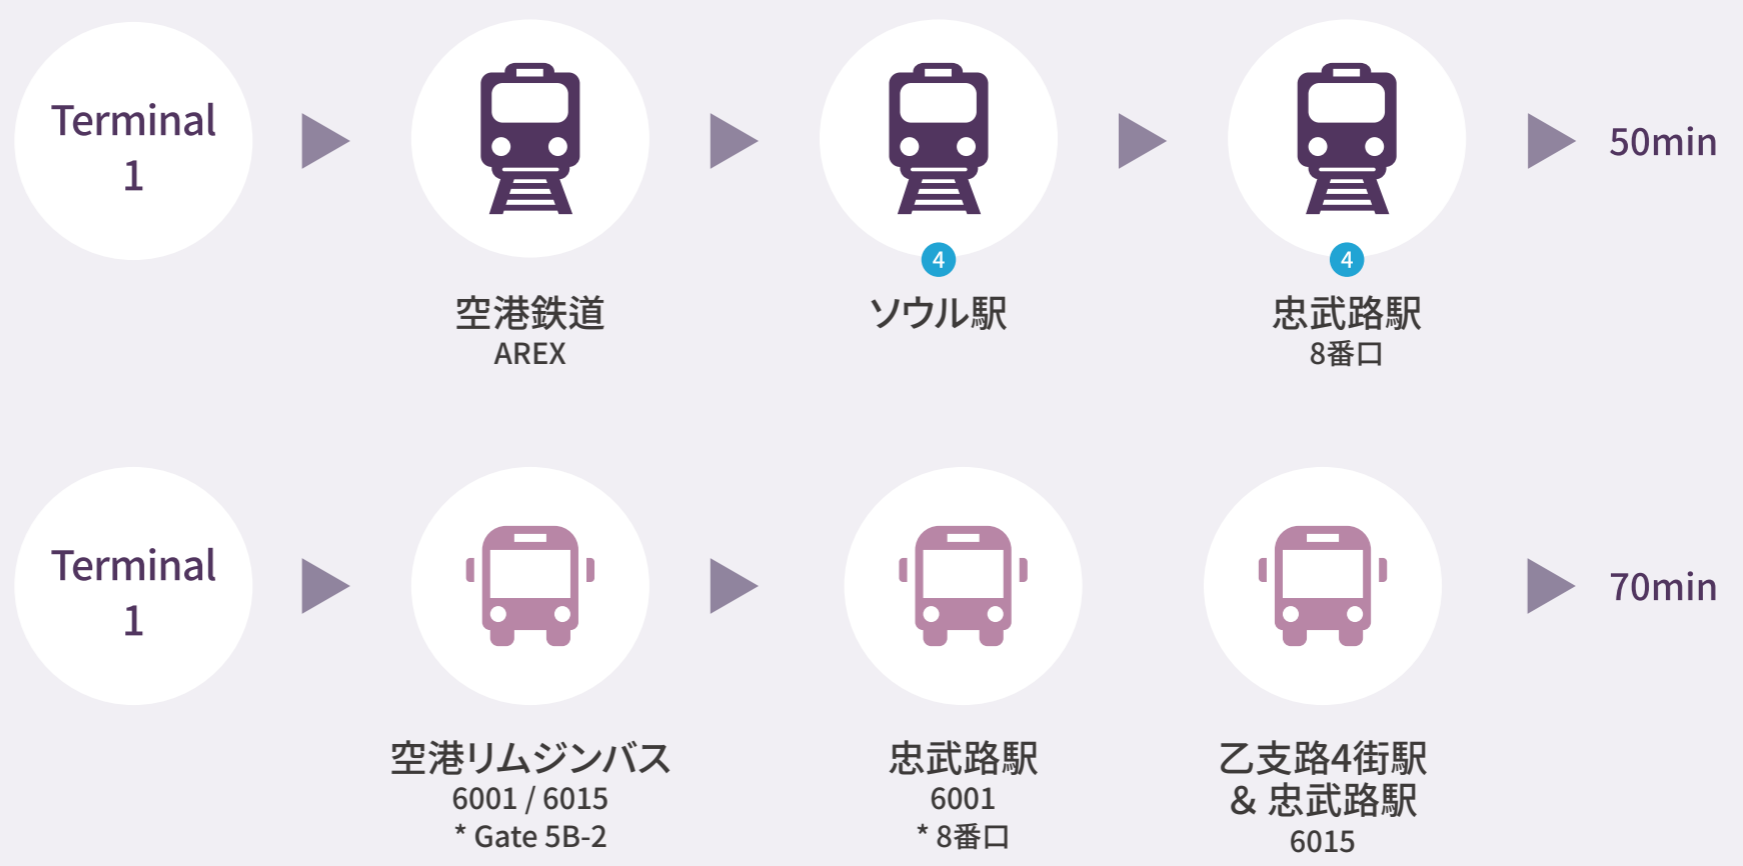 Terminal
1
50min
4
4
空港鉄道
AREX
ソウル駅
忠武路駅
8番口
Terminal
1
70min
空港リムジンバス
6001 / 6015
* Gate 5B-2
忠武路駅
6001
* 8番口
乙支路4街駅
& 忠武路駅
6015